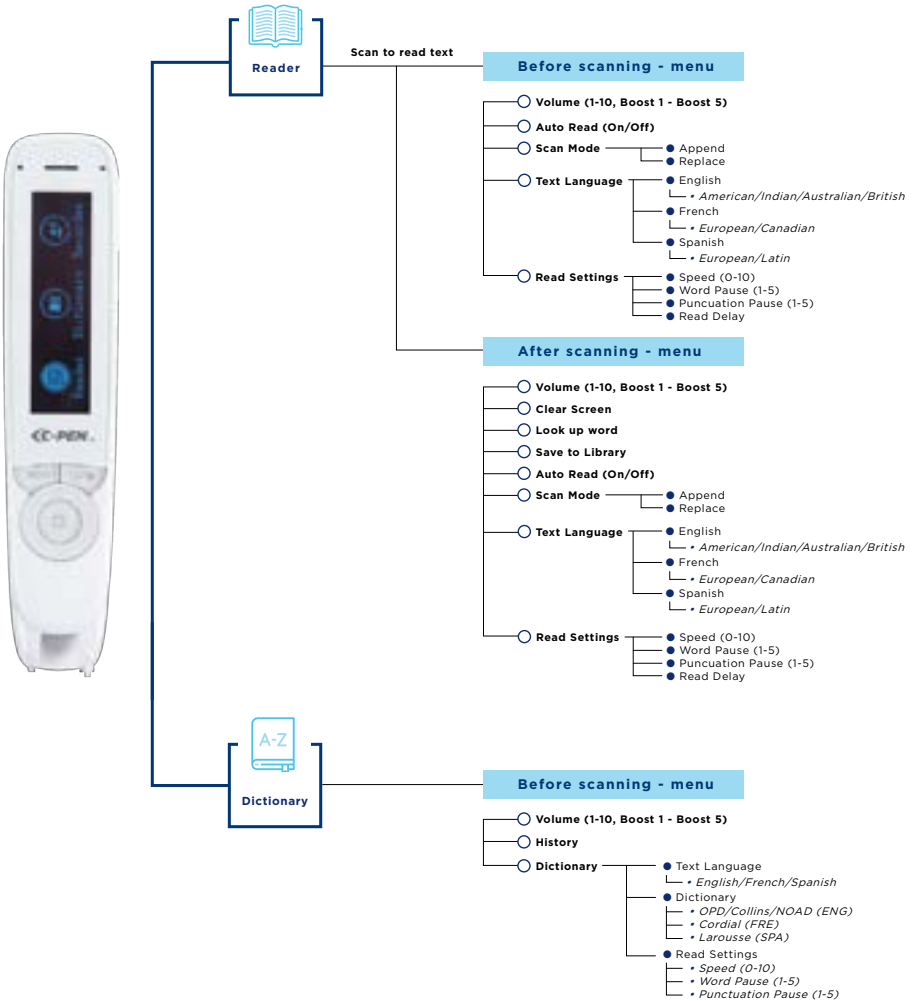 Reader
Scan to read text
Before scanning - menu
Volume (1-10, Boost 1 - Boost 5)
Auto Read (On/Off)
Scan Mode
Append
Replace
Text Language
English
• American/Indian/Australian/British
French
• European/Canadian
Spanish
• European/Latin
Read Settings
Speed (0-10)
Word Pause (1-5)
Puncuation Pause (1-5)
Read Delay
After scanning - menu
Volume (1-10, Boost 1 - Boost 5)
Clear Screen
Look up word
Save to Library
Auto Read (On/Off)
Scan Mode
Append
Replace
Text Language
English
• American/Indian/Australian/British
French
• European/Canadian
Spanish
• European/Latin
Read Settings
Speed (0-10)
Word Pause (1-5)
Puncuation Pause (1-5)
Read Delay
C-PEN
A-Z
Dictionary
Before scanning - menu
Volume (1-10, Boost 1 - Boost 5)
History
Dictionary
Text Language
• English/French/Spanish
Dictionary
• OPD/Collins/NOAD (ENG)
• Cordial (FRE)
• Larousse (SPA)
Read Settings
• Speed (0-10)
• Word Pause (1-5)
• Punctuation Pause (1-5)